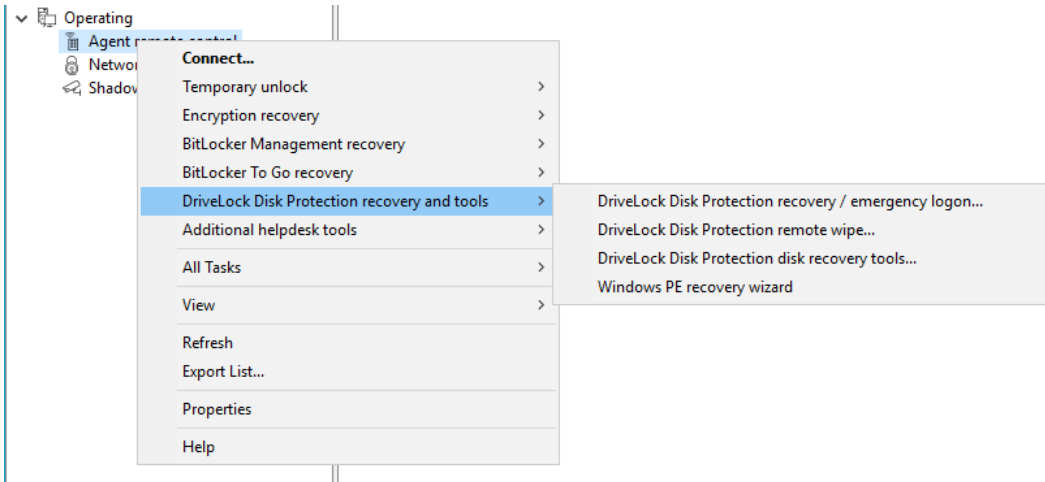 Operating
Agent remote control
Connect...
Temporary unlock
Encryption recovery
BitLocker Management recovery
BitLocker To Go recovery
DriveLock Disk Protection recovery and tools
Additional helpdesk tools
All Tasks
View
Refresh
Export List...
Properties
Help
DriveLock Disk Protection recovery / emergency logon...
DriveLock Disk Protection remote wipe...
DriveLock Disk Protection disk recovery tools...
Windows PE recovery wizard